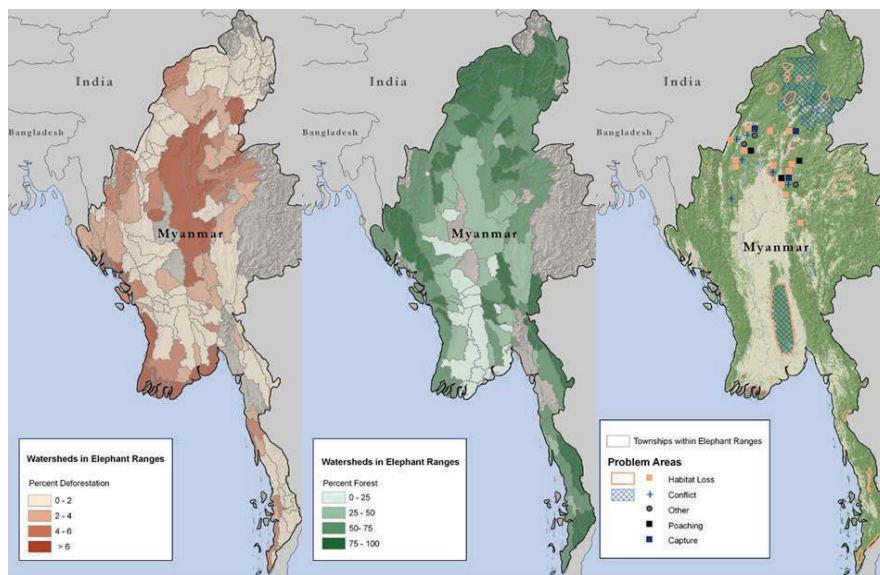 India
Bangladesh
Myanmar
Watersheds in Elephant Ranges
Percent Deforestation
0 - 2
2 - 4
4 - 6
> 6
India
Bangladesh
Myanmar
Watersheds in Elephant Ranges
Percent Forest
0 - 25
25 - 50
50- 75
75 - 100
India
Bangladesh
Myanmar
Townships within Elephant Ranges
Problem Areas
Habitat Loss
Conflict
Other
Poaching
Capture